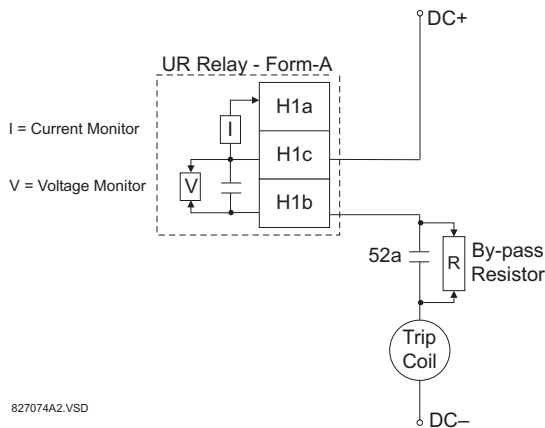 DC+
UR Relay - Form-A
H1a
I = Current Monitor
I
H1c
V = Voltage Monitor
V
H1b
52a
R
By-pass
Resistor
Trip
Coil
827074A2.VSD
DC–